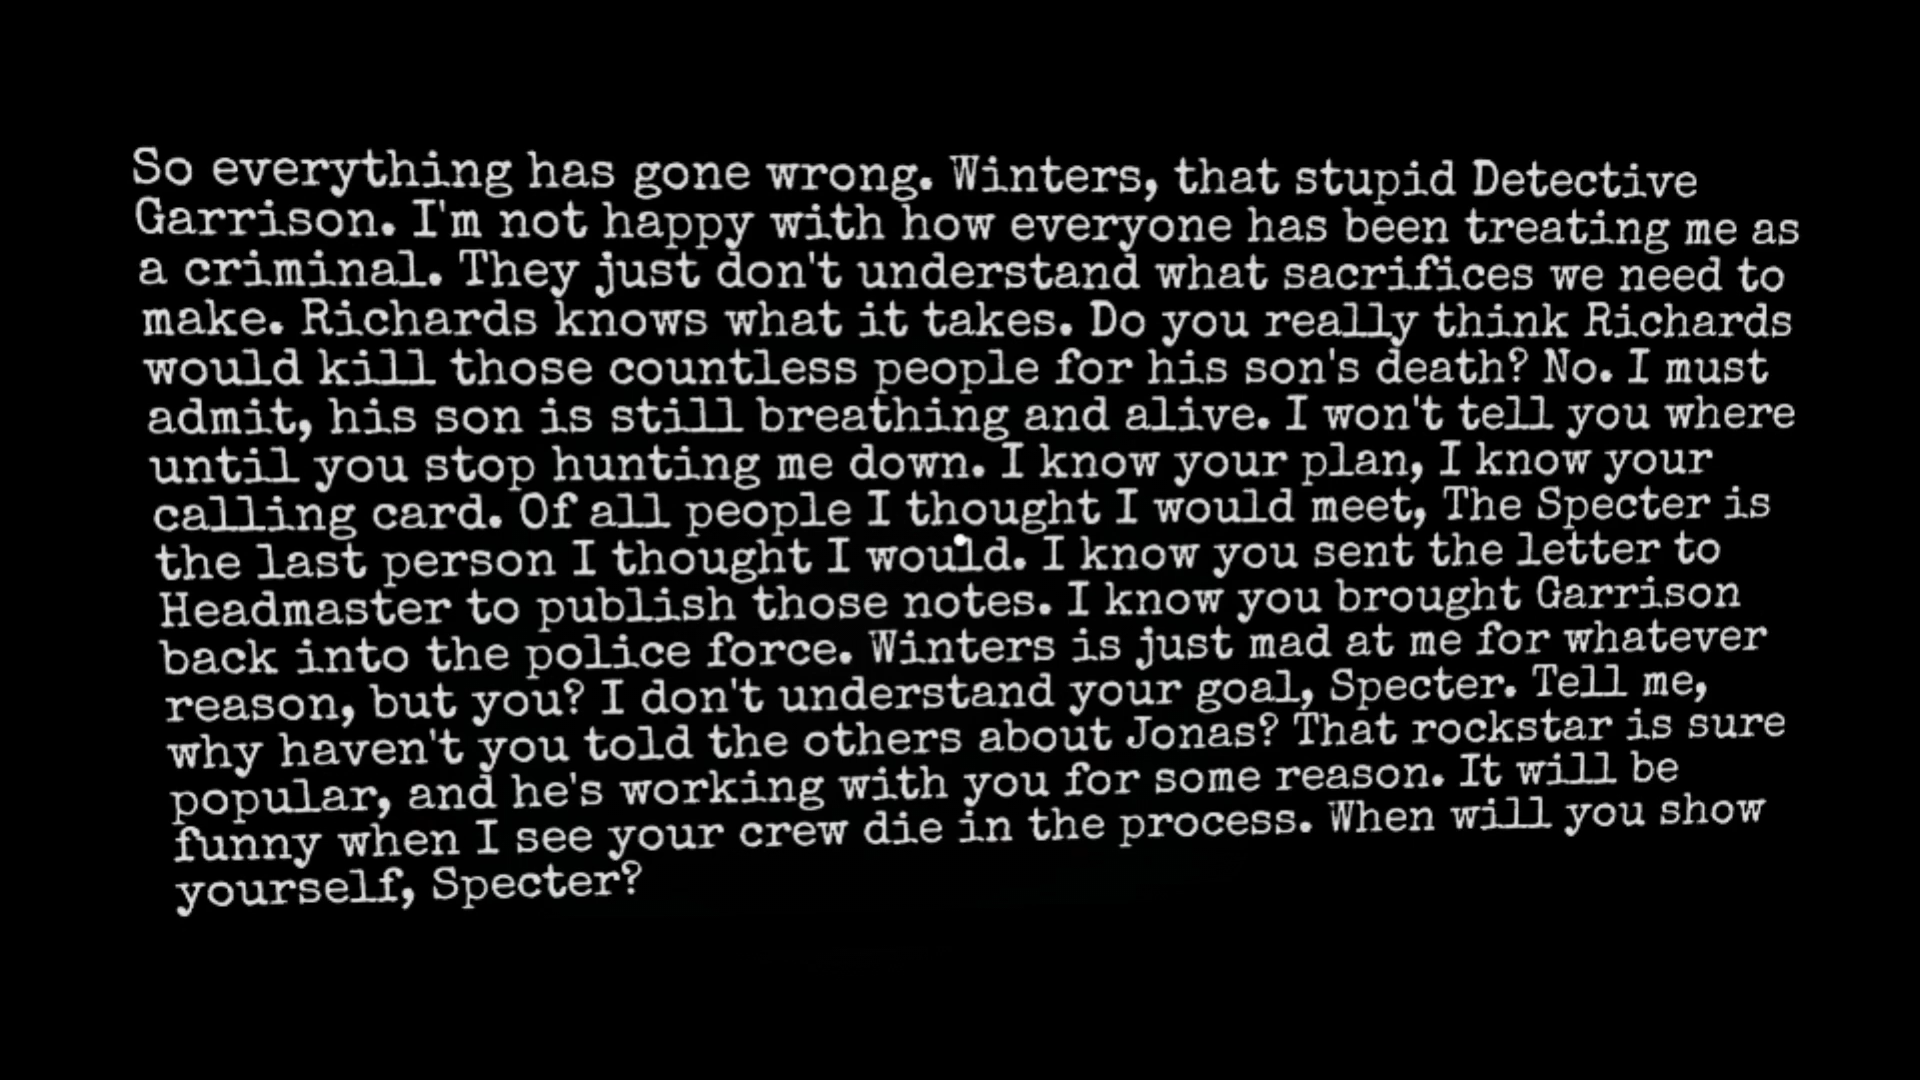 So everything has gone wrong. Winters, that stupid Detective
Garrison. I'm not happy with how everyone has been treating me as
a criminal. They just don't understand what sacrifices we need to
make. Richards knows what it takes. Do you really think Richards
would kill those countless people for his son's death? No. I must
admit, his son is still breathing and alive. I won't tell you where
until you stop hunting me down. I know your plan, I know your
calling card. Of all people I thought I would meet, The Specter is
the last person I thought I would. I know you sent the letter to
Headmaster to publish those notes. I know you brought Garrison
back into the police force. Winters is just mad at me for whatever
reason, but you? I don't understand your goal, Specter. Tell me,
why haven't you told the others about Jonas? That rockstar is sure
popular, and he's working with you for some reason. It will be
funny when I see your crew die in the process. When will you show
yourself, Specter?